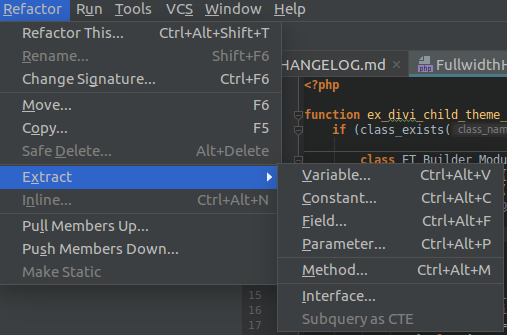 Refactor Run Tools VCS Window Help
Refactor This... Ctrl+Alt+Shift+T
Rename... Shift+F6
Change Signature... Ctrl+F6
Move... F6
Copy... F5
Safe Delete... Alt+Delete
Extract
Inline... Ctrl+Alt+N
Pull Members Up...
Push Members Down...
Make Static
Variable... Ctrl+Alt+V
Constant... Ctrl+Alt+C
Field... Ctrl+Alt+F
Parameter... Ctrl+Alt+P
Method... Ctrl+Alt+M
Interface...
Subquery as CTE
HANGELOG.md × php FullwidthH
<?php
function ex_divi_child_theme_
if (class_exists( class_nam
class ET_Builder_Modu
15
16
17